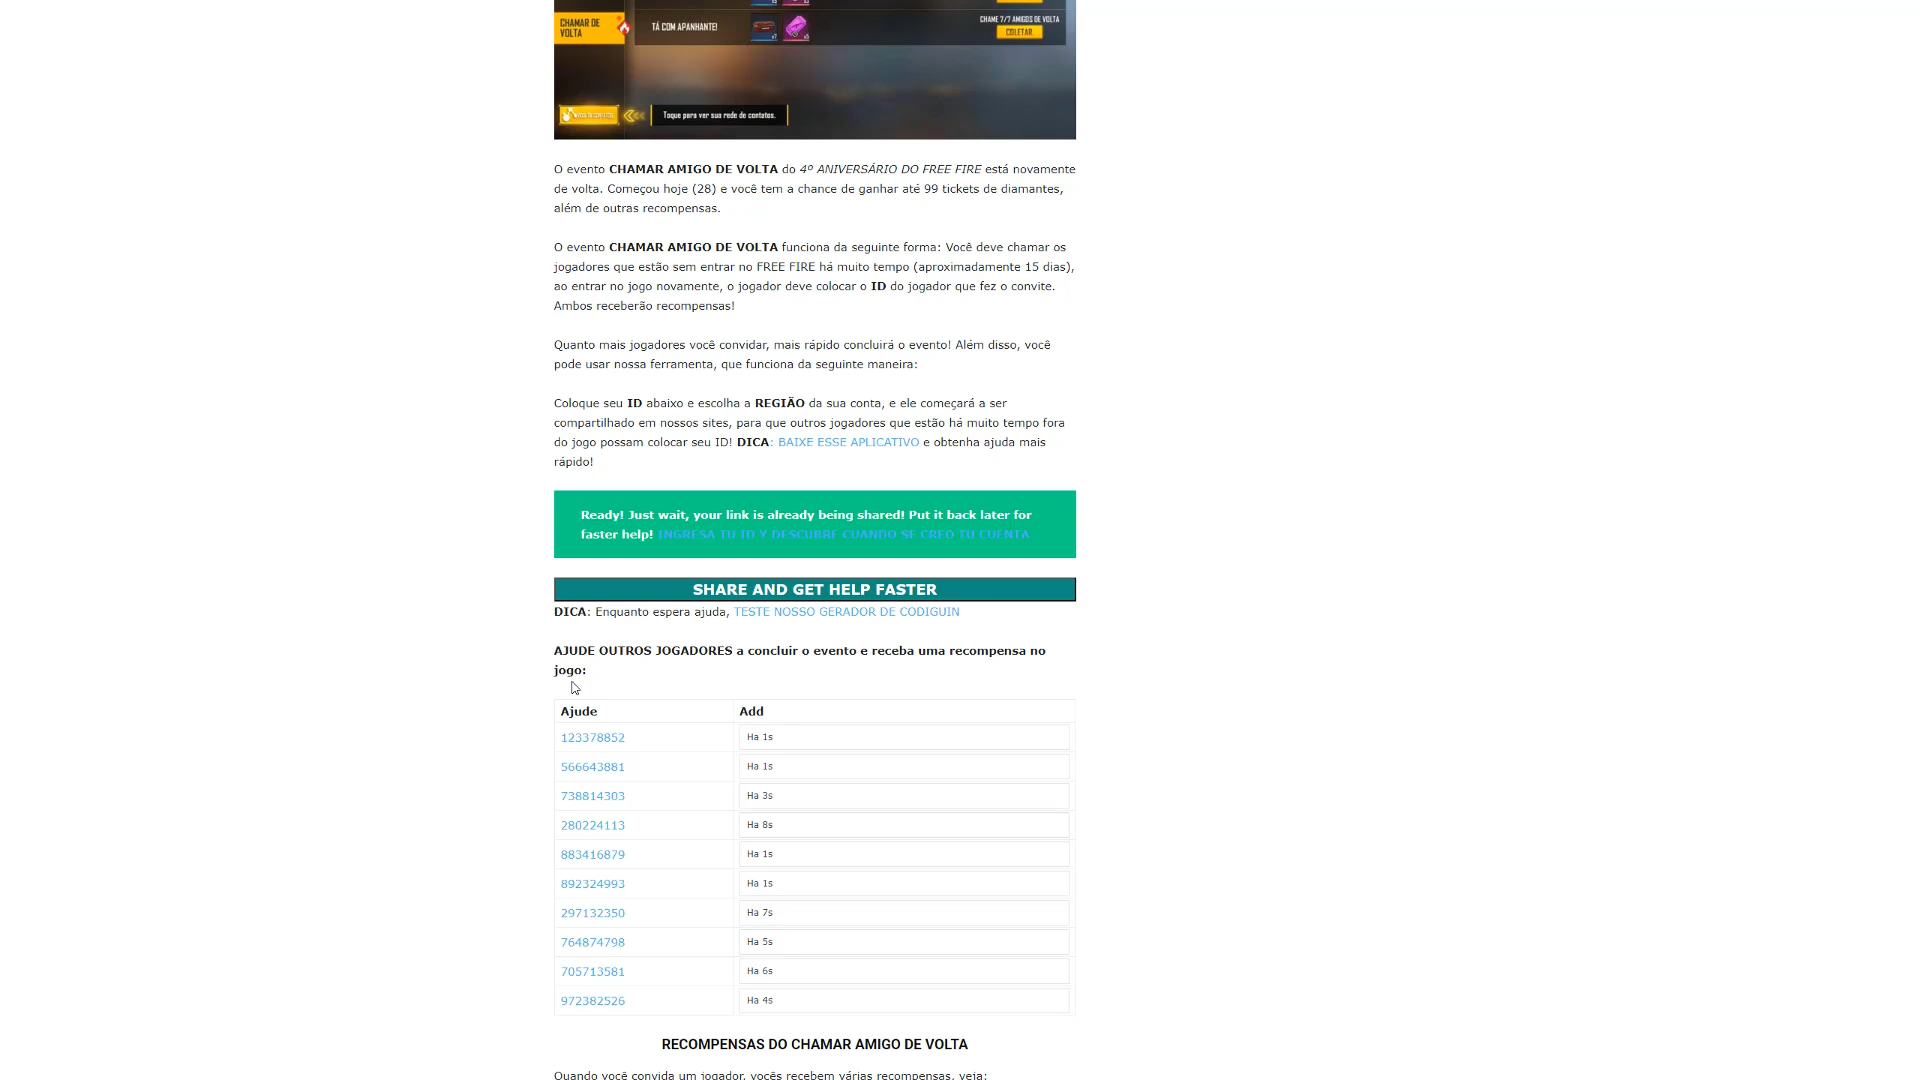 CHAMAR DE
VOLTA
TÁ COM APANHANTE!
x7
x5
CHAME 7/7 AMIGOS DE VOLTA
COLETAR
Toque para ver sua rede de contatos.
O evento CHAMAR AMIGO DE VOLTA do 4º ANIVERSÁRIO DO FREE FIRE está novamente
de volta. Começou hoje (28) e você tem a chance de ganhar até 99 tickets de diamantes,
além de outras recompensas.
O evento CHAMAR AMIGO DE VOLTA funciona da seguinte forma: Você deve chamar os
jogadores que estão sem entrar no FREE FIRE há muito tempo (aproximadamente 15 dias),
ao entrar no jogo novamente, o jogador deve colocar o ID do jogador que fez o convite.
Ambos receberão recompensas!
Quanto mais jogadores você convidar, mais rápido concluirá o evento! Além disso, você
pode usar nossa ferramenta, que funciona da seguinte maneira:
Coloque seu ID abaixo e escolha a REGIÃO da sua conta, e ele começará a ser
compartilhado em nossos sites, para que outros jogadores que estão há muito tempo fora
do jogo possam colocar seu ID! DICA: BAIXE ESSE APLICATIVO e obtenha ajuda mais
rápido!
Ready! Just wait, your link is already being shared! Put it back later for
faster help! INGRESA TU ID Y DESCUBRE CUANDO SE CREO TU CUENTA
SHARE AND GET HELP FASTER
DICA: Enquanto espera ajuda, TESTE NOSSO GERADOR DE CODIGUIN
AJUDE OUTROS JOGADORES a concluir o evento e receba uma recompensa no
jogo:
Ajude Add
123378852 Ha 1s
566643881 Ha 1s
738814303 Ha 3s
280224113 Ha 8s
883416879 Ha 1s
892324993 Ha 1s
297132350 Ha 7s
764874798 Ha 5s
705713581 Ha 6s
972382526 Ha 4s
RECOMPENSAS DO CHAMAR AMIGO DE VOLTA
Quando você convida um jogador, vocês recebem várias recompensas, veja: